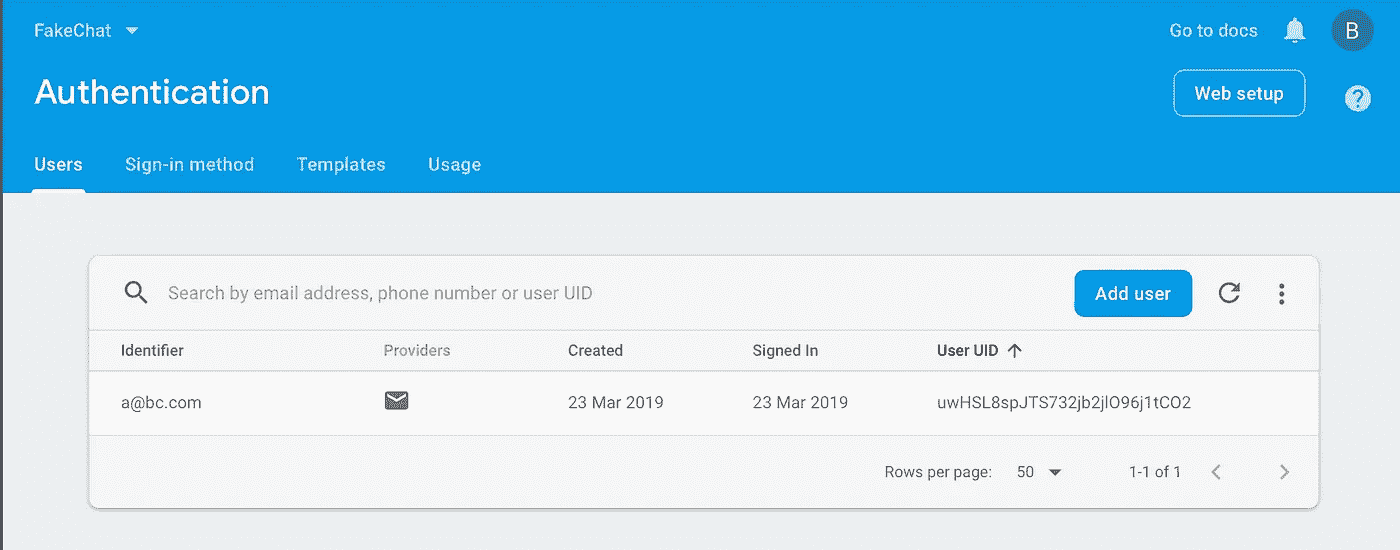 FakeChat Go to docs B
Authentication Web setup ?
Users Sign-in method Templates Usage
Search by email address, phone number or user UID Add user
Identifier Providers Created Signed In User UID
a@bc.com 23 Mar 2019 23 Mar 2019 uwHSL8spJTS732jb2jlO96j1tCO2
Rows per page: 50 1-1 of 1